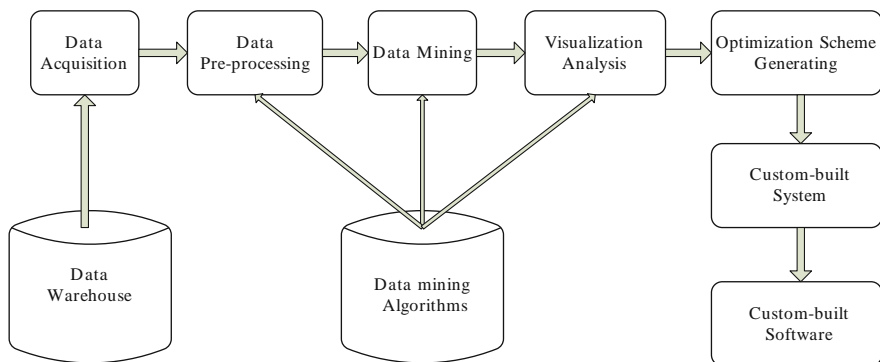 Data
Acquisition
Data
Pre-processing
Data Mining
Visualization
Analysis
Optimization Scheme
Generating
Custom-built
System
Data
Warehouse
Data mining
Algorithms
Custom-built
Software